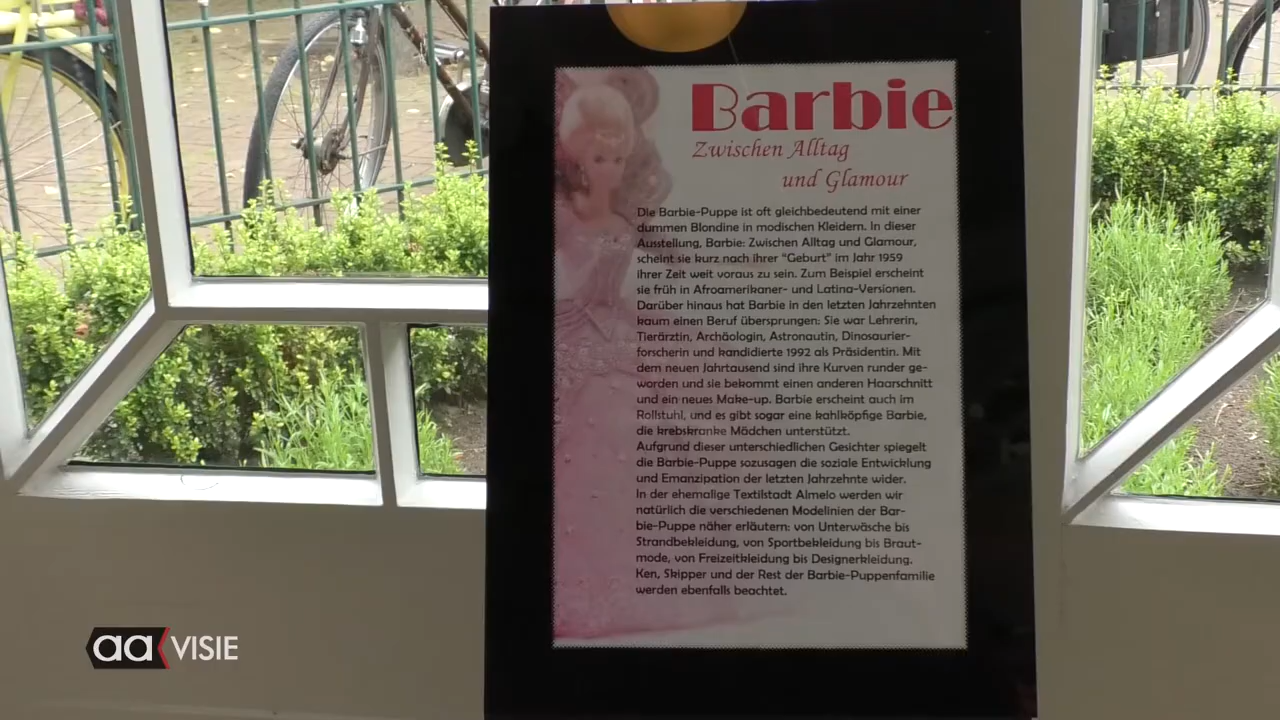 Barbie
Zwischen Alltag
und Glamour
Die Barbie-Puppe ist oft gleichbedeutend mit einer
dummen Blondine in modischen Kleidern. In dieser
Ausstellung, Barbie: Zwischen Alltag und Glamour,
scheint sie kurz nach ihrer "Geburt" im Jahr 1959
ihrer Zeit weit voraus zu sein. Zum Beispiel erscheint
sie früh in Afroamerikaner- und Latina-Versionen.
Darüber hinaus hat Barbie in den letzten Jahrzehnten
kaum einen Beruf übersprungen: Sie war Lehrerin,
Tierärztin, Archäologin, Astronautin, Dinosaurier-
forscherin und kandidierte 1992 als Präsidentin. Mit
dem neuen Jahrtausend sind ihre Kurven runder ge-
worden und sie bekommt einen anderen Haarschnitt
und ein neues Make-up. Barbie erscheint auch im
Rollstuhl, und es gibt sogar eine kahlköpfige Barbie,
die krebskranke Mädchen unterstützt.
Aufgrund dieser unterschiedlichen Gesichter spiegelt
die Barbie-Puppe sozusagen die soziale Entwicklung
und Emanzipation der letzten Jahrzehnte wider.
In der ehemalige Textilstadt Almelo werden wir
natürlich die verschiedenen Modelinien der Bar-
bie-Puppe näher erläutern: von Unterwäsche bis
Strandbekleidung, von Sportbekleidung bis Braut-
mode, von Freizeitkleidung bis Designerkleidung.
Ken, Skipper und der Rest der Barbie-Puppenfamilie
werden ebenfalls beachtet.
aa VISIE